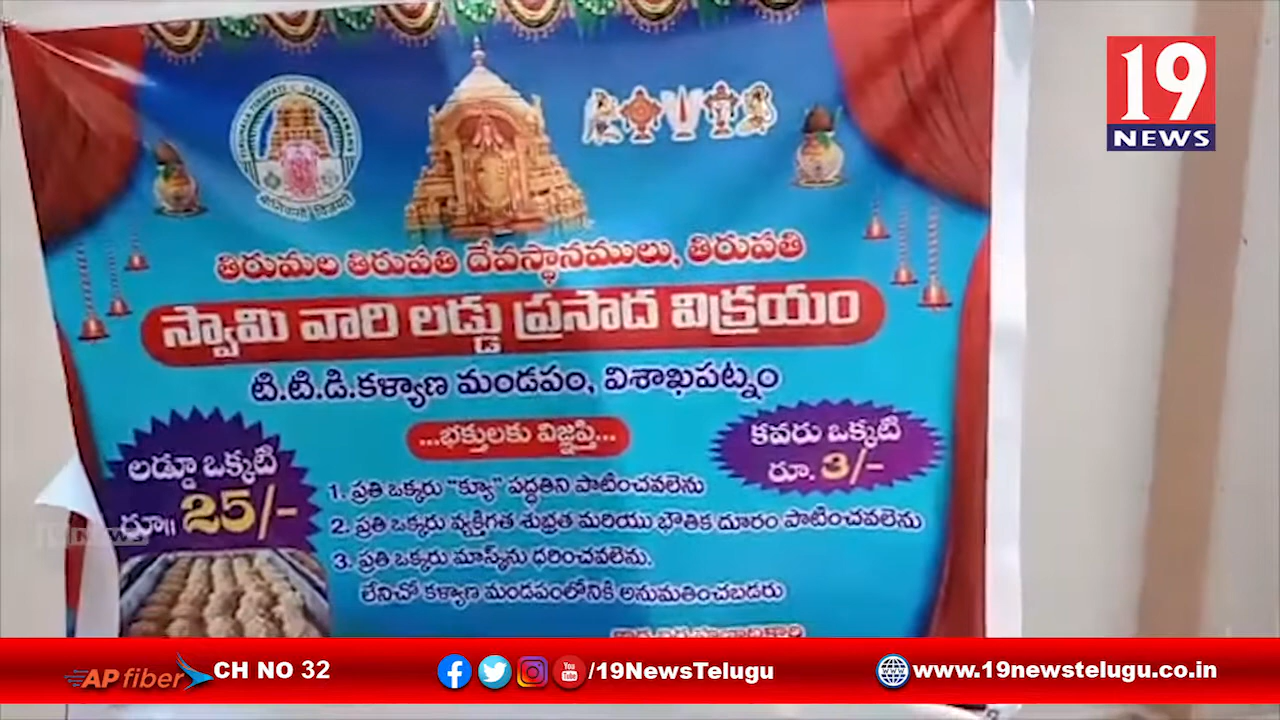 19
NEWS
తిరుమల తిరుపతి దేవస్థానములు, తిరుపతి
స్వామి వారి లడ్డు ప్రసాద విక్రయం
టి.టి.డి.కళ్యాణ మండపం, విశాఖపట్నం
...భక్తులకు విజ్ఞప్తి...
లడ్డూ ఒక్కటి
రూ॥ 25/-
కవరు ఒక్కటి
రూ. 3/-
1. ప్రతి ఒక్కరు "క్యూ" పద్ధతిని పాటించవలెను
2. ప్రతి ఒక్కరు వ్యక్తిగత శుభ్రత మరియు భౌతిక దూరం పాటించవలెను
3. ప్రతి ఒక్కరు మాస్క్‌ను ధరించవలెను.
లేనిచో కళ్యాణ మండపంలోనికి అనుమతించబడరు
AP fiber CH NO 32
/19NewsTelugu
www.19newstelugu.co.in